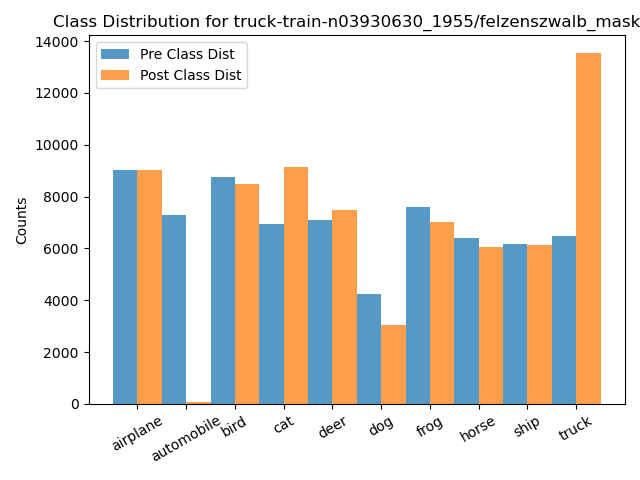 Class Distribution for truck-train-n03930630_1955/felzenszwalb_mask
Pre Class Dist
Post Class Dist
Counts
14000
12000
10000
8000
6000
4000
2000
0
airplane
automobile
bird
cat
deer
dog
frog
horse
ship
truck